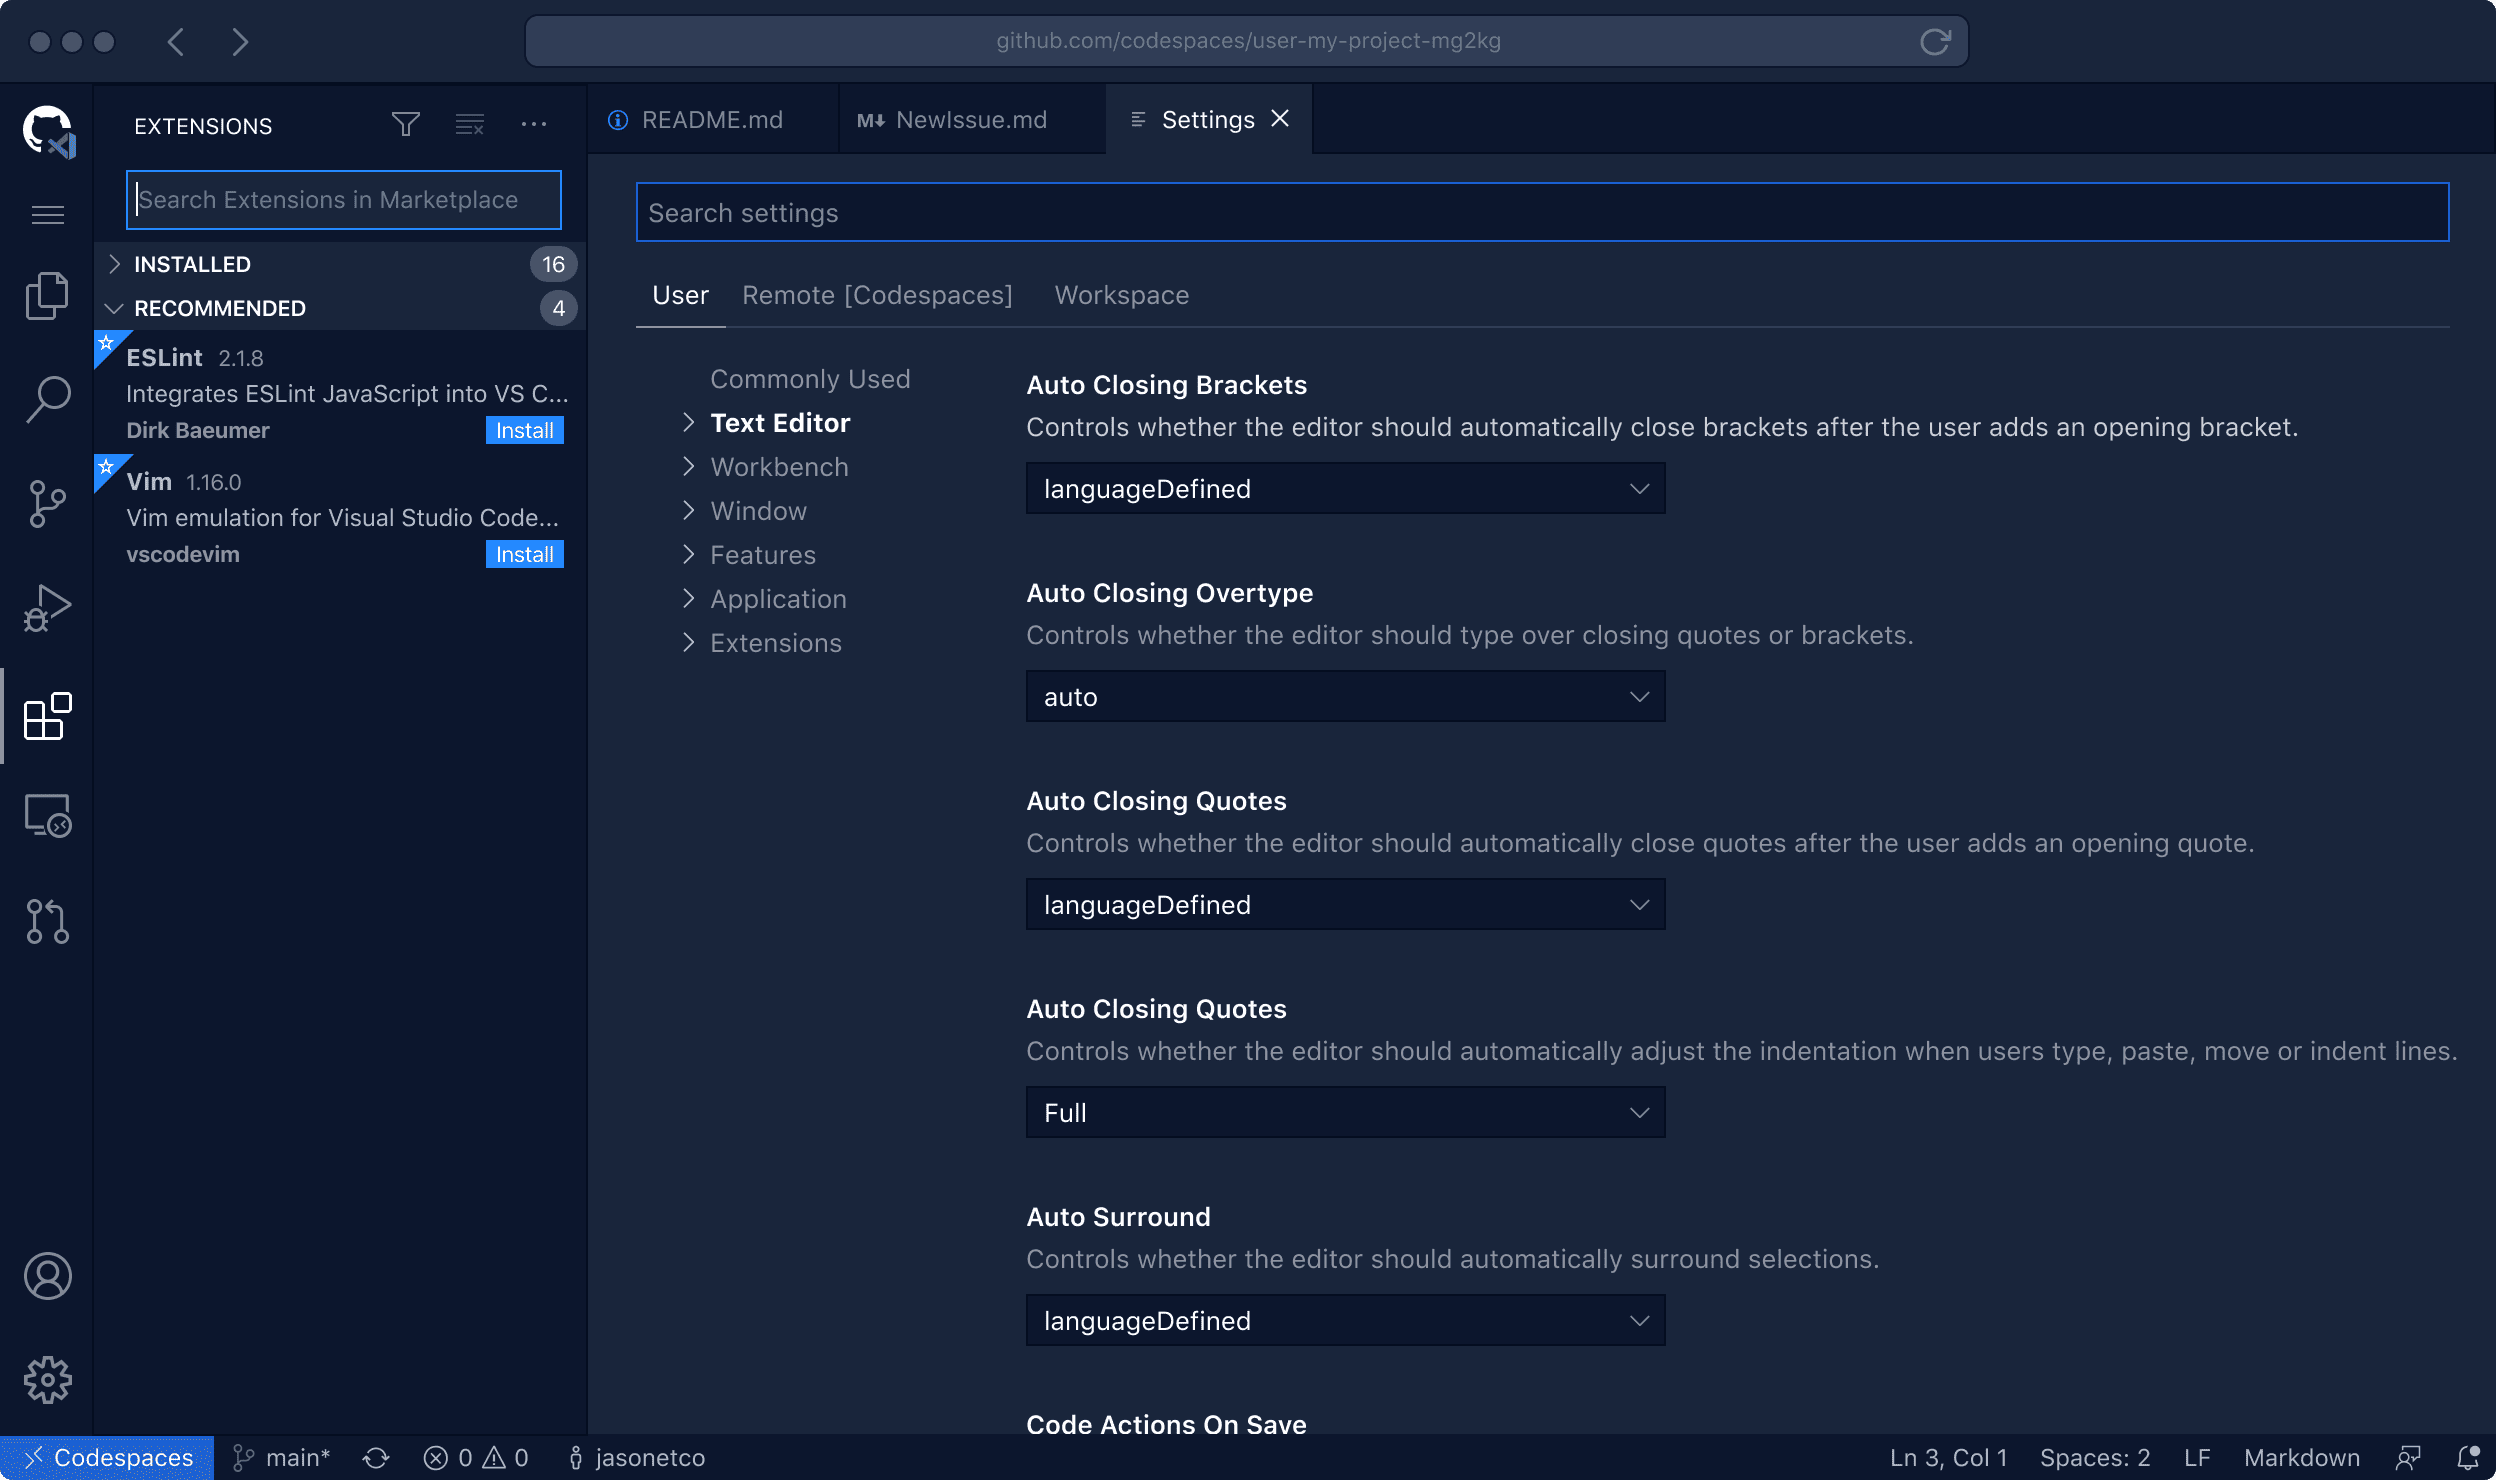 github.com/codespaces/user-my-project-mg2kg
EXTENSIONS
Search Extensions in Marketplace
INSTALLED 16
RECOMMENDED 4
ESLint 2.1.8
Integrates ESLint JavaScript into VS C...
Dirk Baeumer Install
Vim 1.16.0
Vim emulation for Visual Studio Code...
vscodevim Install
README.md
M NewIssue.md
Settings
Search settings
User Remote [Codespaces] Workspace
Commonly Used
Text Editor
Workbench
Window
Features
Application
Extensions
Auto Closing Brackets
Controls whether the editor should automatically close brackets after the user adds an opening bracket.
languageDefined
Auto Closing Overtype
Controls whether the editor should type over closing quotes or brackets.
auto
Auto Closing Quotes
Controls whether the editor should automatically close quotes after the user adds an opening quote.
languageDefined
Auto Closing Quotes
Controls whether the editor should automatically adjust the indentation when users type, paste, move or indent lines.
Full
Auto Surround
Controls whether the editor should automatically surround selections.
languageDefined
Code Actions On Save
Codespaces main* 0 0 jasonetco Ln 3, Col 1 Spaces: 2 LF Markdown